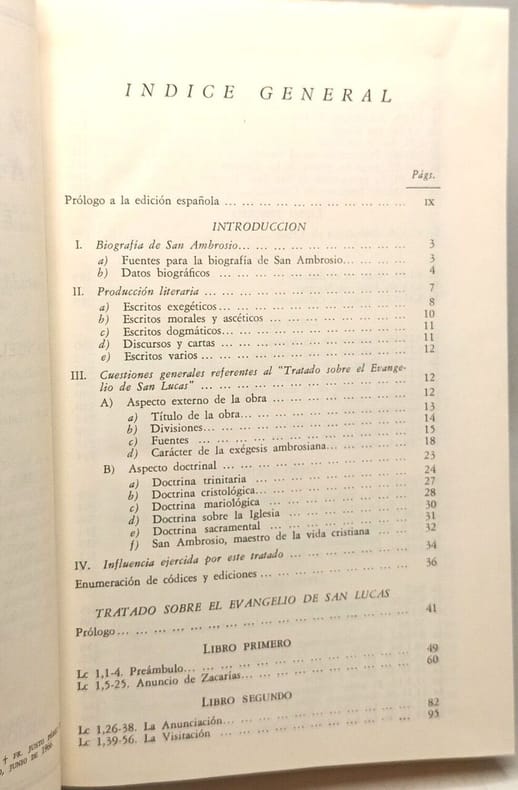 INDICE GENERAL
Págs.
Prólogo a la edición española ... ... ... ... ... ... ... ... ... ... IX
INTRODUCCION
I. Biografía de San Ambrosio... ... ... ... ... ... ... ... ... 3
a) Fuentes para la biografía de San Ambrosio... ... ... ... 3
b) Datos biográficos ... ... ... ... ... ... ... ... ... ... 4
II. Producción literaria ... ... ... ... ... ... ... ... ... ... ... 7
a) Escritos exegéticos... ... ... ... ... ... ... ... ... ... 8
b) Escritos morales y ascéticos ... ... ... ... ... ... ... 10
c) Escritos dogmáticos... ... ... ... ... ... ... ... ... ... 11
d) Discursos y cartas ... ... ... ... ... ... ... ... ... ... 11
e) Escritos varios ... ... ... ... ... ... ... ... ... ... ... 12
III. Cuestiones generales referentes al "Tratado sobre el Evange-
lio de San Lucas" ... ... ... ... ... ... ... ... ... ... ... 12
A) Aspecto externo de la obra ... ... ... ... ... ... ... 12
a) Título de la obra... ... ... ... ... ... ... ... ... 13
b) Divisiones... ... ... ... ... ... ... ... ... ... ... 14
c) Fuentes ... ... ... ... ... ... ... ... ... ... ... 15
d) Carácter de la exégesis ambrosiana... ... ... ... ... 18
B) Aspecto doctrinal ... ... ... ... ... ... ... ... ... ... 23
a) Doctrina trinitaria ... ... ... ... ... ... ... ... 24
b) Doctrina cristológica... ... ... ... ... ... ... ... 27
c) Doctrina mariológica ... ... ... ... ... ... ... ... 28
d) Doctrina sobre la Iglesia ... ... ... ... ... ... ... 30
e) Doctrina sacramental ... ... ... ... ... ... ... ... 31
f) San Ambrosio, maestro de la vida cristiana ... ... 32
IV. Influencia ejercida por este tratado ... ... ... ... ... ... 34
Enumeración de códices y ediciones ... ... ... ... ... ... ... ... 36
TRATADO SOBRE EL EVANGELIO DE SAN LUCAS
Prólogo... ... ... ... ... ... ... ... ... ... ... ... ... ... ... 41
LIBRO PRIMERO
Lc 1,1-4. Preámbulo... ... ... ... ... ... ... ... ... ... ... 49
Lc 1,5-25. Anuncio de Zacarías... ... ... ... ... ... ... ... 60
LIBRO SEGUNDO
Lc 1,26-38. La Anunciación... ... ... ... ... ... ... ... ... 82
Lc 1,39-56. La Visitación ... ... ... ... ... ... ... ... ... 95
† FR. JUSTO
JUNIO DE 1966